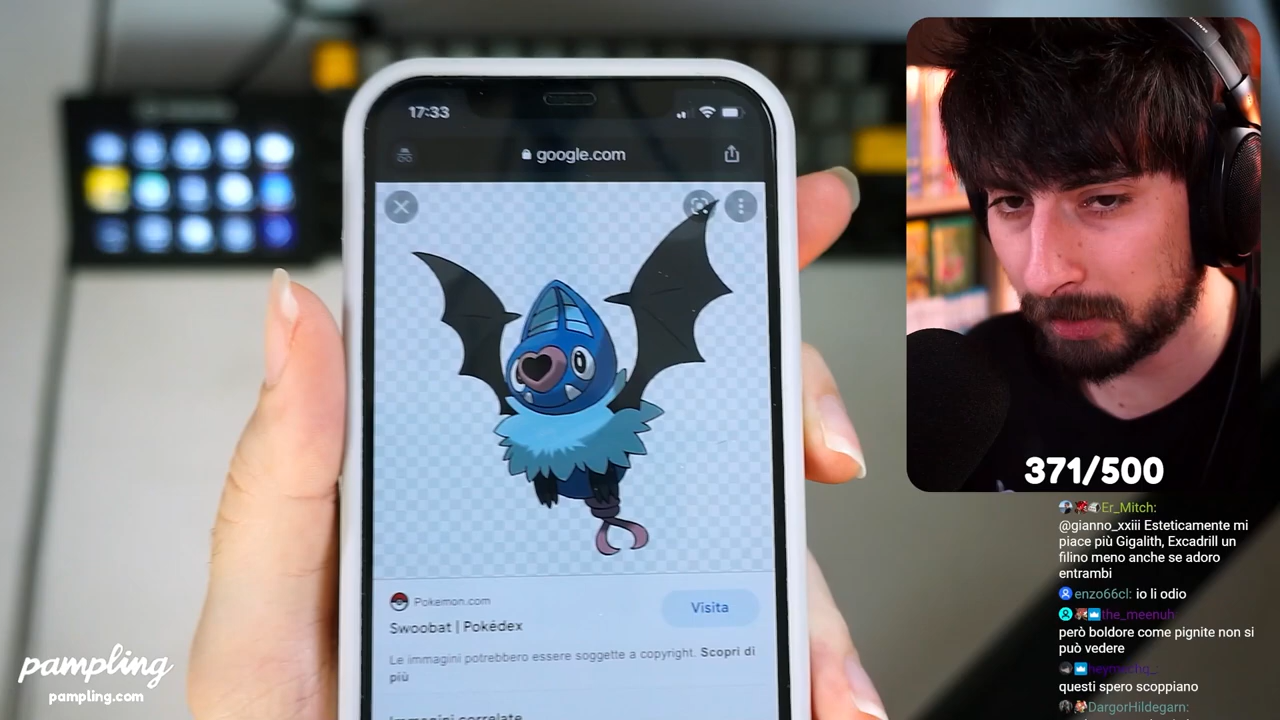 17:33
google.com
Pokemon.com
Swoobat | Pokédex
Visita
Le immagini potrebbero essere soggette a copyright. Scopri di
più
Immagini correlate
pampling
pampling.com
371/500
Er_Mitch:
@gianno_xxiii Esteticamente mi
piace più Gigalith, Excadrill un
filino meno anche se adoro
entrambi
enzo66cl: io li odio
the_meenuh
però boldore come pignite non si
può vedere
questi spero scoppiano
DargorHildegarn: